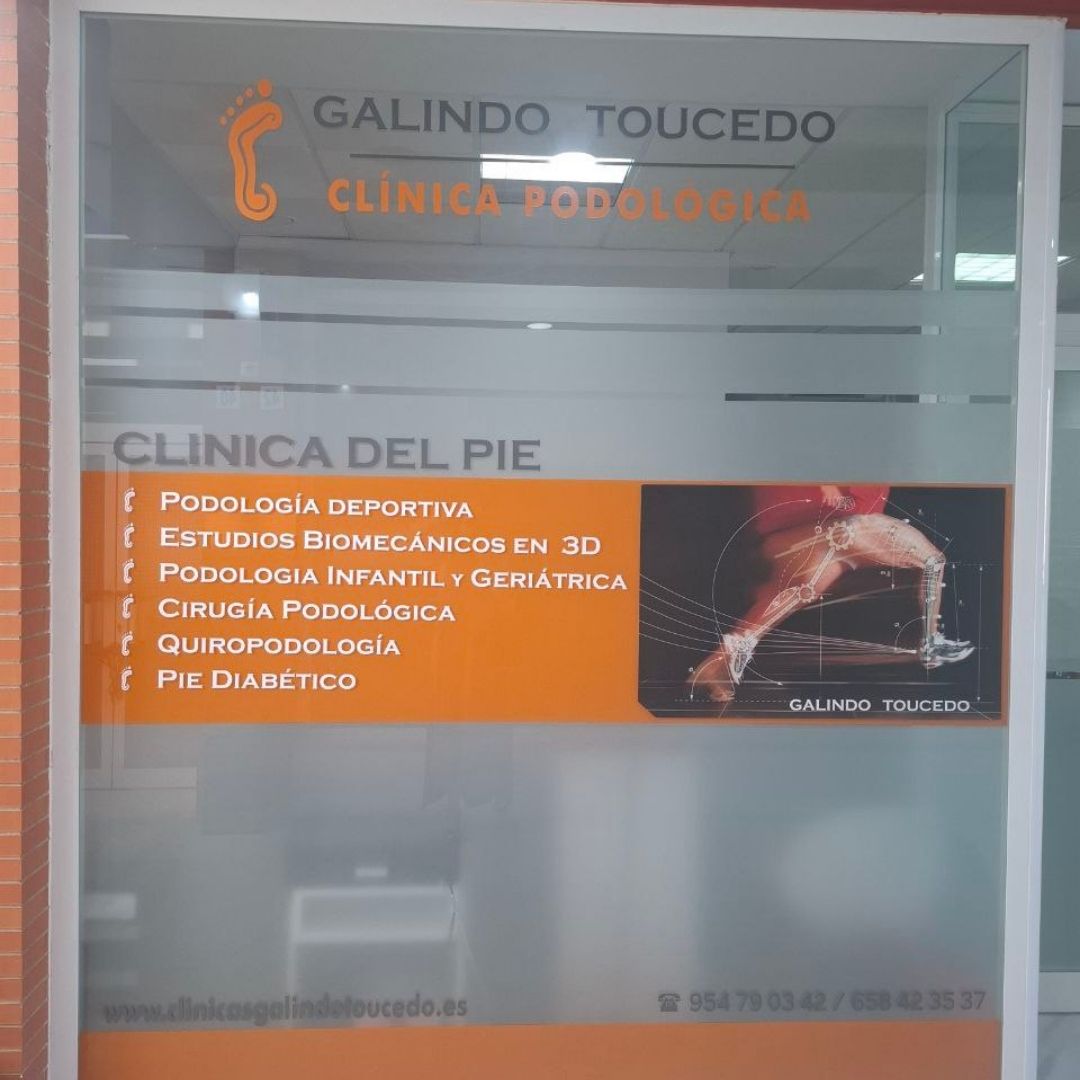 GALINDO TOUCEDO
CLÍNICA PODOLÓGICA
CLINICA DEL PIE
PODOLOGÍA DEPORTIVA
ESTUDIOS BIOMECÁNICOS EN 3D
PODOLOGIA INFANTIL Y GERIÁTRICA
CIRUGÍA PODOLÓGICA
QUIROPODOLOGÍA
PIE DIABÉTICO
GALINDO TOUCEDO
www.clinicasgalindotoucedo.es
☎ 954 79 03 42 / 658 42 35 37